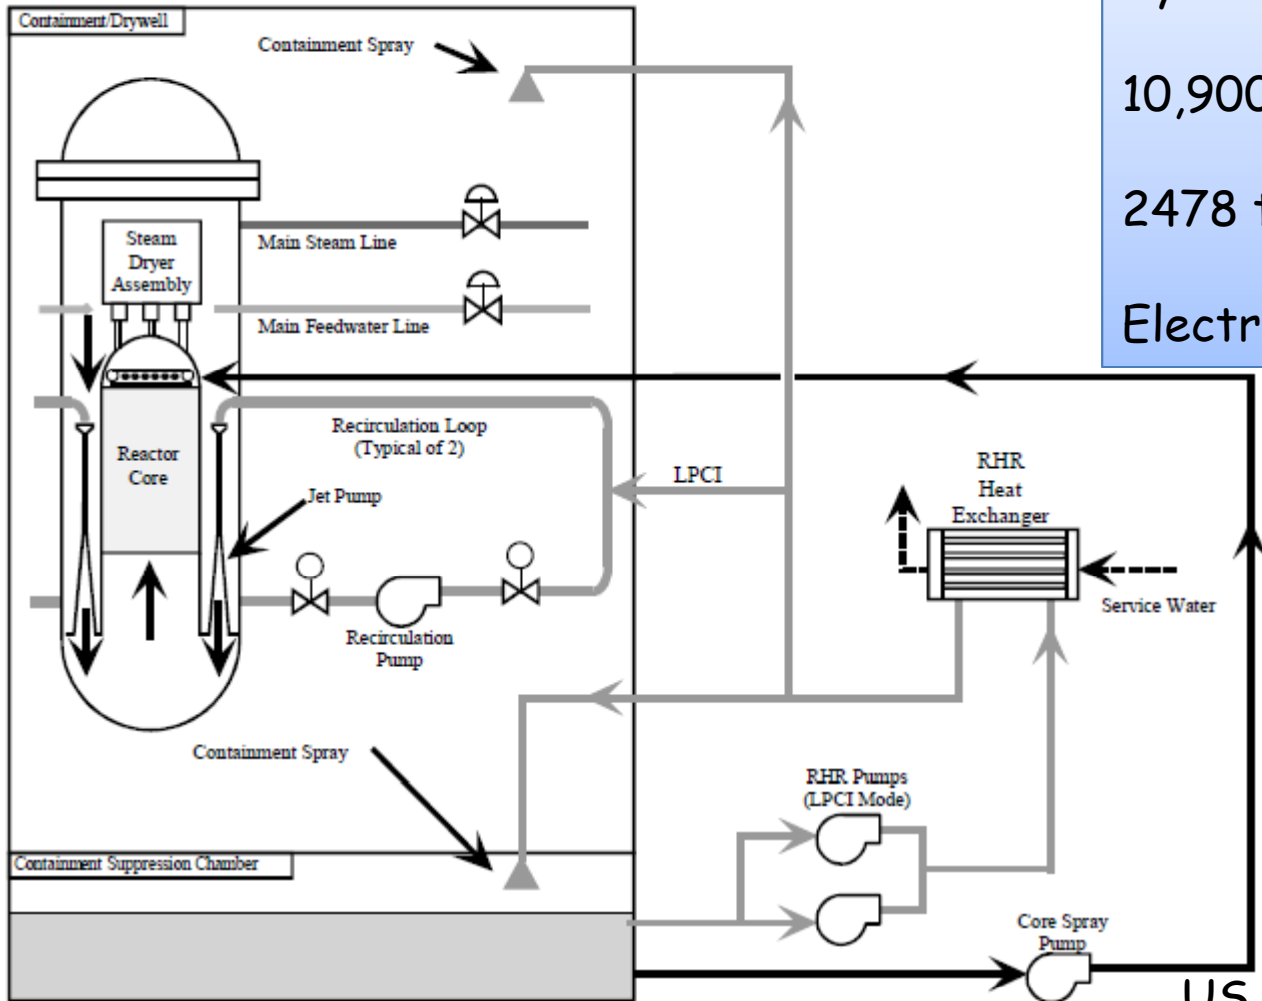 Containment/Drywell
Containment Spray
10,900
2478
Electr
Steam
Dryer
Assembly
Main Steam Line
Main Feedwater Line
Recirculation Loop
(Typical of 2)
Reactor
Core
LPCI
RHR
Heat
Exchanger
Jet Pump
Service Water
Recirculation
Pump
Containment Spray
RHR Pumps
(LPCI Mode)
Containment Suppression Chamber
Core Spray
Pump
US